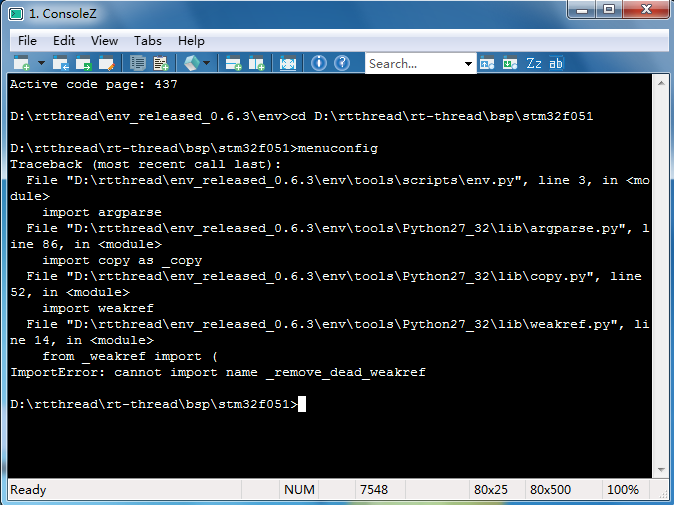 1. ConsoleZ
File Edit View Tabs Help
Search... Zz ab
Active code page: 437
D:\rtthread\env_released_0.6.3\env>cd D:\rtthread\rt-thread\bsp\stm32f051
D:\rtthread\rt-thread\bsp\stm32f051>menuconfig
Traceback (most recent call last):
File "D:\rtthread\env_released_0.6.3\env\tools\scripts\env.py", line 3, in <mo
dule>
import argparse
File "D:\rtthread\env_released_0.6.3\env\tools\Python27_32\lib\argparse.py", l
ine 86, in <module>
import copy as _copy
File "D:\rtthread\env_released_0.6.3\env\tools\Python27_32\lib\copy.py", line
52, in <module>
import weakref
File "D:\rtthread\env_released_0.6.3\env\tools\Python27_32\lib\weakref.py", li
ne 14, in <module>
from _weakref import (
ImportError: cannot import name _remove_dead_weakref
D:\rtthread\rt-thread\bsp\stm32f051>
Ready NUM 7548 80x25 80x500 100%